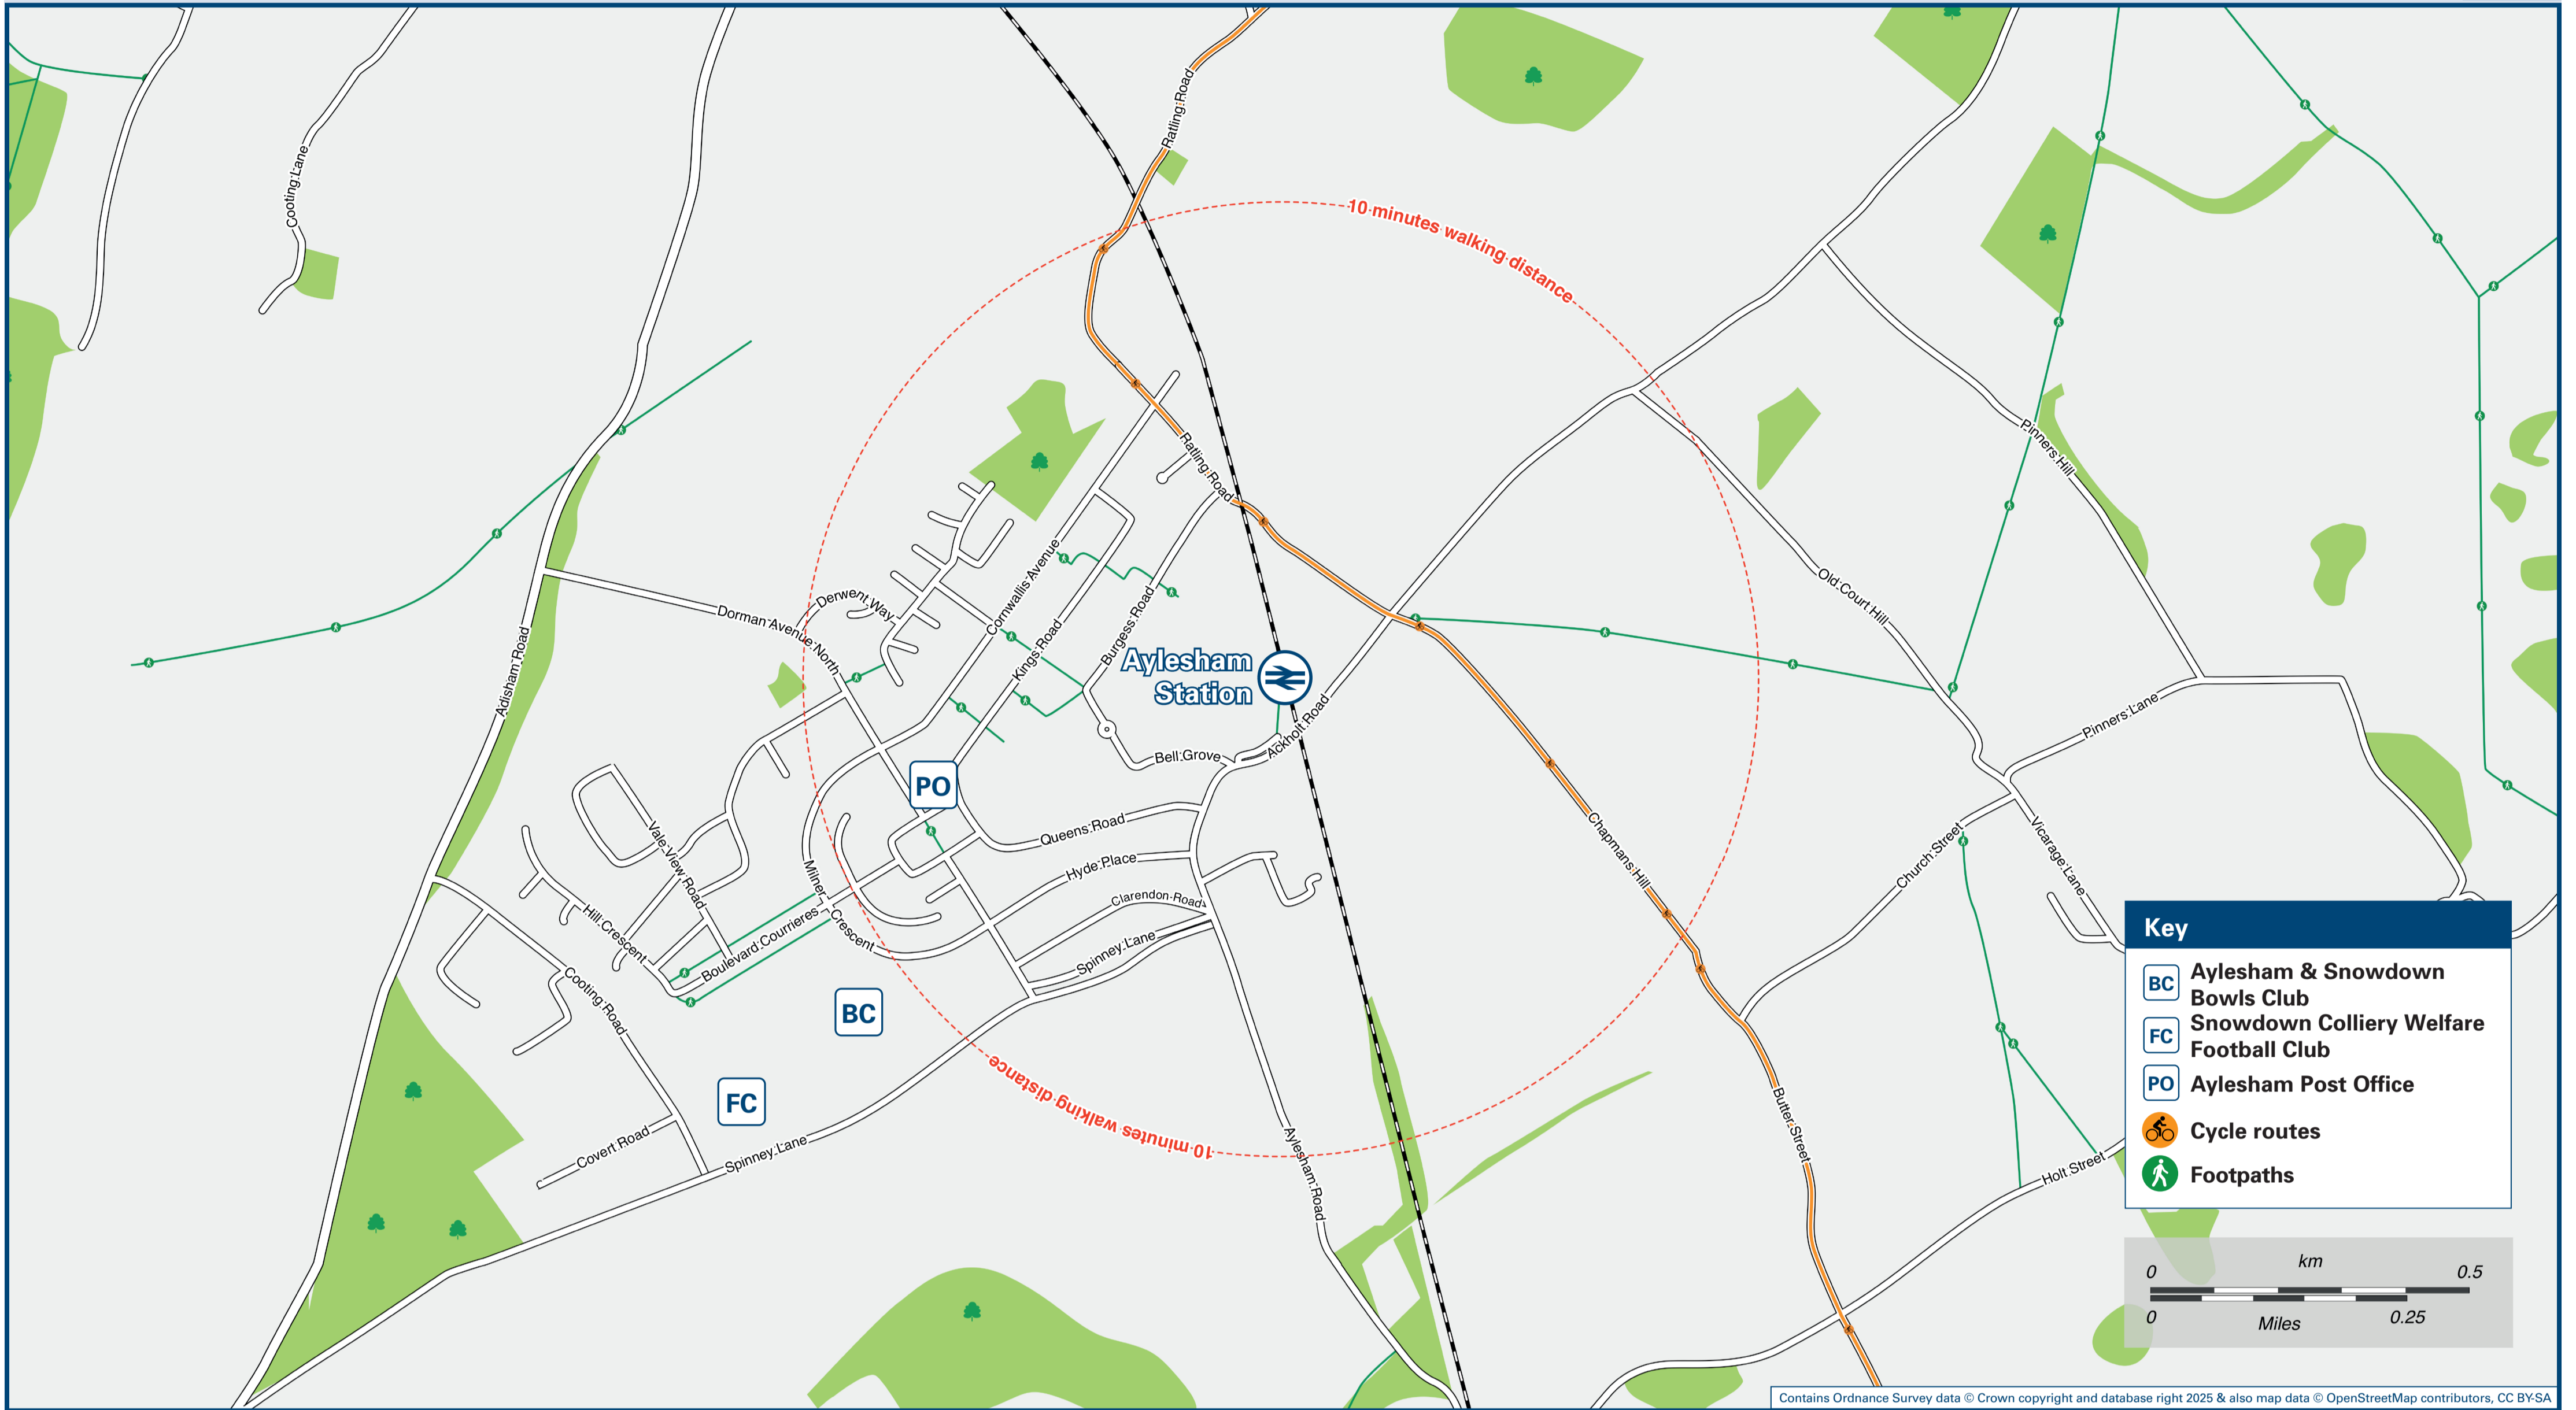 Ratling Road
Cooting Lane
10 minutes walking distance
Pinners Hill
Ratling Road
Cornwallis Avenue
Derwent Way
Dorman Avenue North
Kings Road
Burgess Road
Old Court Hill
Adisham Road
Aylesham
Station
Ackholt Road
Pinners Lane
Bell Grove
PO
Queens Road
Chapmans Hill
Vale View Road
Hyde Place
Church Street
Vicarage Lane
Milner Crescent
Clarendon Road
Hill Crescent
Boulevard Courrieres
Spinney Lane
Cooting Road
BC
FC
10 minutes walking distance
Covert Road
Spinney Lane
Aylesham Road
Butter Street
Holt Street
Key
BC
Aylesham & Snowdown
Bowls Club
FC
Snowdown Colliery Welfare
Football Club
PO
Aylesham Post Office
Cycle routes
Footpaths
km
0
0.5
0
0.25
Miles
Contains Ordnance Survey data © Crown copyright and database right 2025 & also map data © OpenStreetMap contributors, CC BY-SA